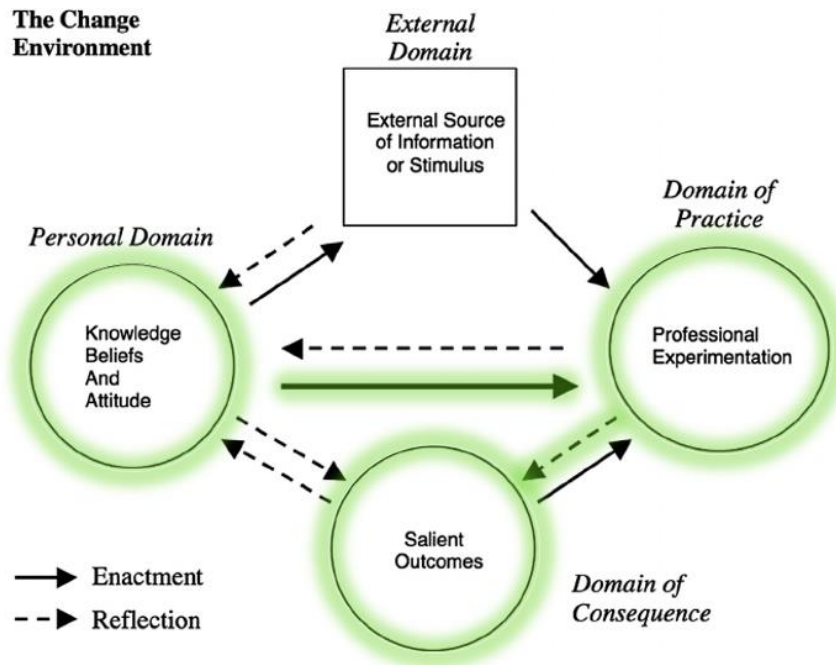 The Change
Environment
External
Domain
External Source
of Information
or Stimulus
Domain of
Practice
Personal Domain
Knowledge
Beliefs
And
Attitude
Professional
Experimentation
Salient
Outcomes
Enactment
Reflection
Domain of
Consequence